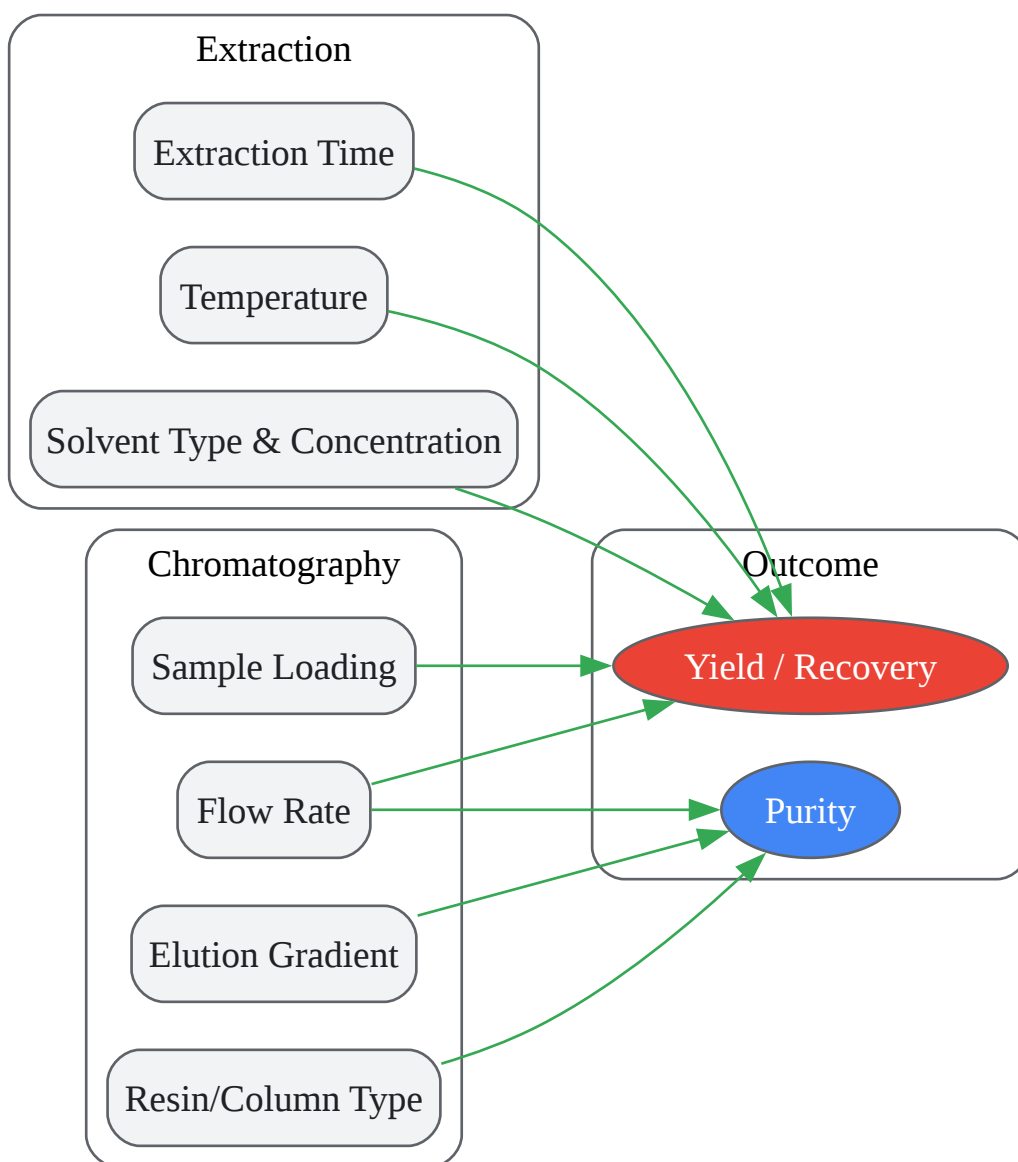 Extraction
Extraction Time
Temperature
Solvent Type & Concentration
Chromatography
Sample Loading
Flow Rate
Elution Gradient
Resin/Column Type
Outcome
Yield / Recovery
Purity